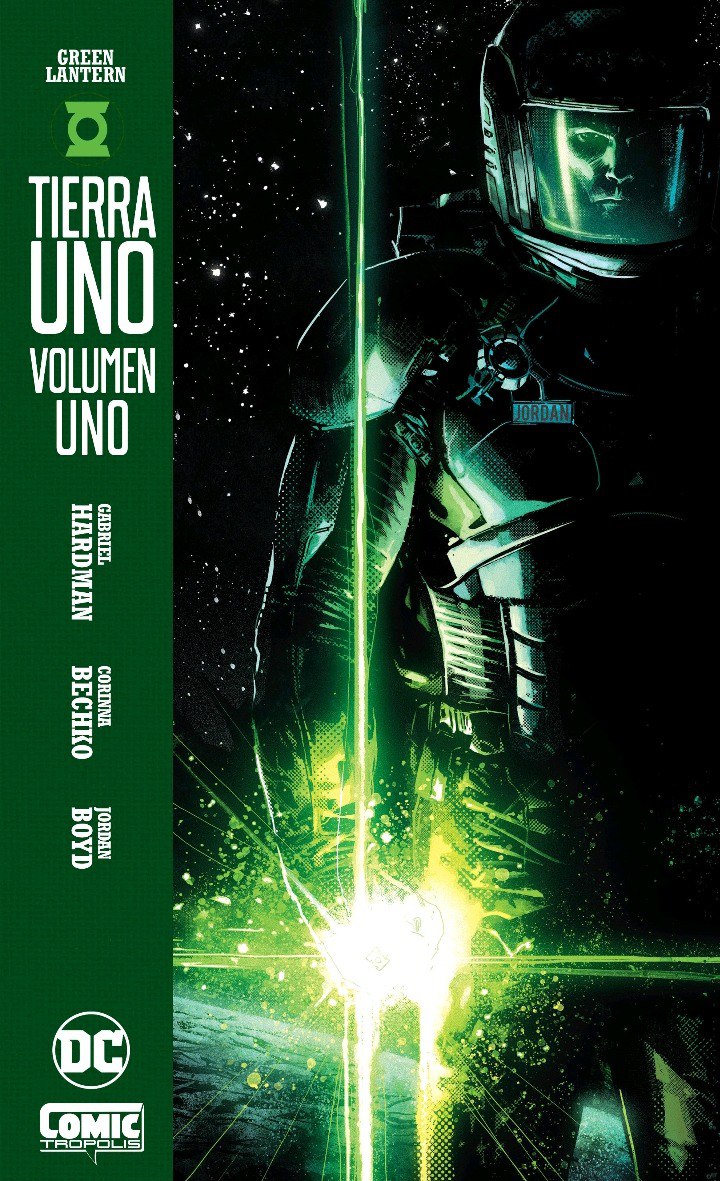 GREEN
LANTERN
TIERRA
UNO
VOLUMEN
UNO
GABRIEL
HARDMAN
CORINNA
BECHKO
JORDAN
BOYD
DC
COMIC
TROPOLIS
JORDAN